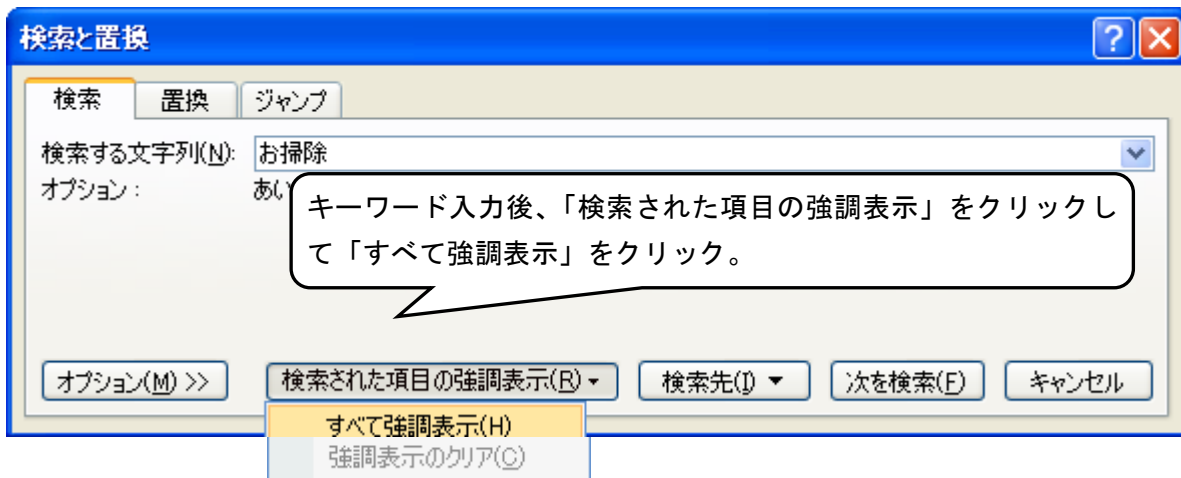 検索と置換
検索 置換 ジャンプ
検索する文字列(N): お掃除
オプション : あい
キーワード入力後、「検索された項目の強調表示」をクリックし
て「すべて強調表示」をクリック。
オプション(M) >> 検索された項目の強調表示(R) 検索先(I) 次を検索(F) キャンセル
すべて強調表示(H)
強調表示のクリア(C)